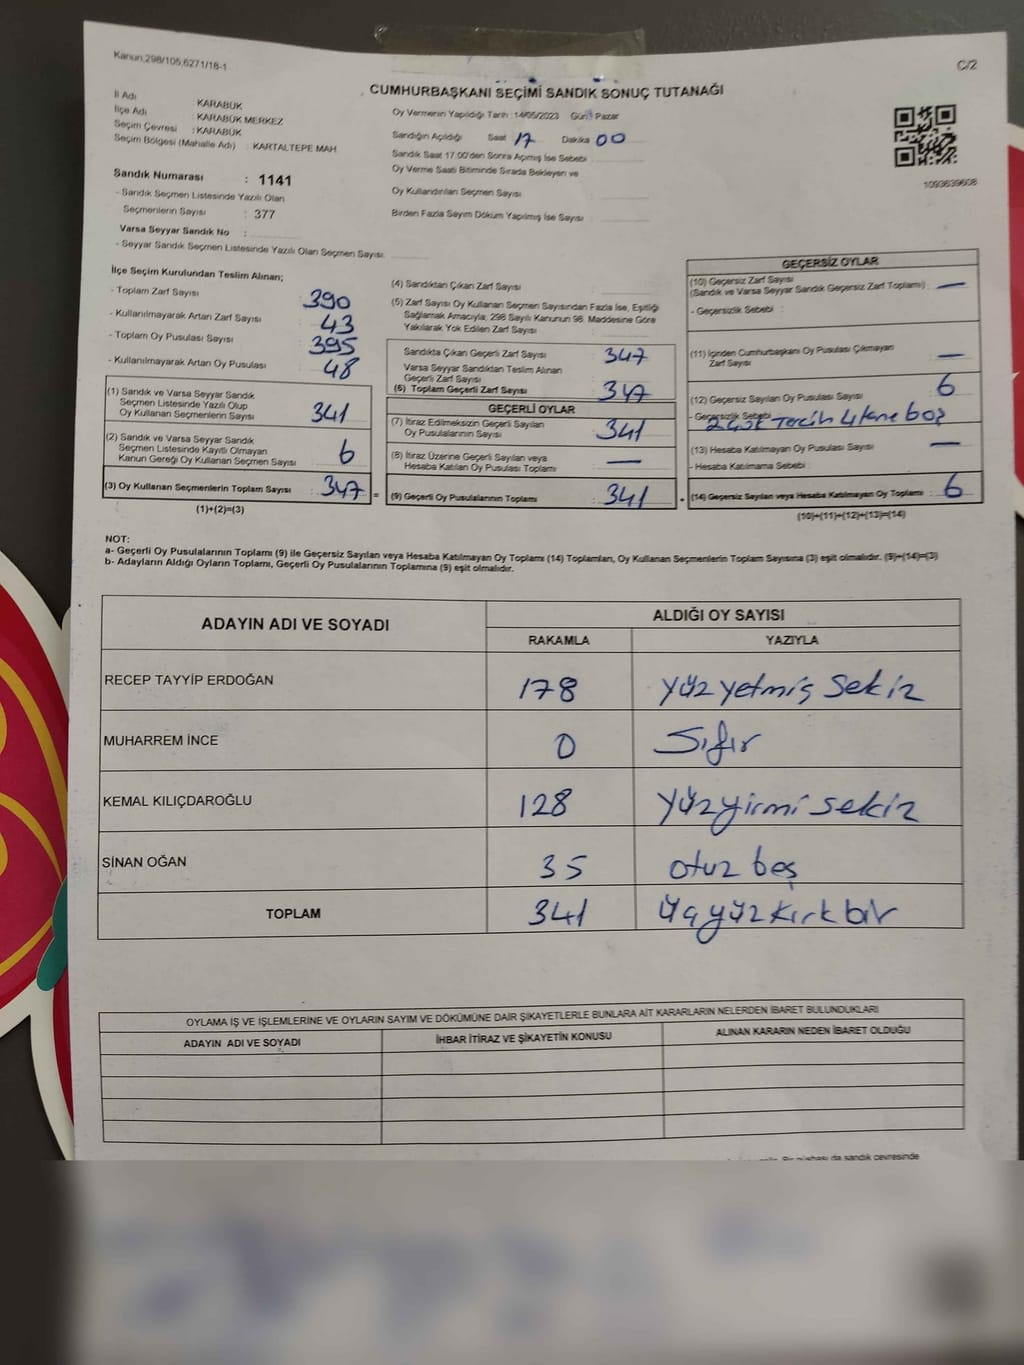 Kanun,298/105,6271/18-1
C/2
CUMHURBAŞKANI SEÇİMİ SANDIK SONUÇ TUTANAĞI
İl Adı KARABÜK
İlçe Adı : KARABÜK MERKEZ
Seçim Çevresi : KARABÜK
Seçim Bölgesi (Mahalle Adı) : KARTALTEPE MAH.
Sandık Numarası : 1141
- Sandık Seçmen Listesinde Yazılı Olan
Seçmenlerin Sayısı : 377
Varsa Seyyar Sandık No :
- Seyyar Sandık Seçmen Listesinde Yazılı Olan Seçmen Sayısı:
Oy Vermenin Yapıldığı Tarih : 14/05/2023 Gün : Pazar
Sandığın Açıldığı Saat 17 Dakika 00
Sandık Saat 17:00'den Sonra Açımış İse Sebebi :
Oy Verme Saati Bitiminde Sırada Bekleyen ve
Oy Kullandırılan Seçmen Sayısı
Birden Fazla Sayım Döküm Yapılmış İse Sayısı
1093639608
İlçe Seçim Kurulundan Teslim Alınan;
- Toplam Zarf Sayısı : 390
- Kullanılmayarak Artan Zarf Sayısı : 43
- Toplam Oy Pusulası Sayısı : 395
- Kullanılmayarak Artan Oy Pusulası : 48
(1) Sandık ve Varsa Seyyar Sandık
Seçmen Listesinde Yazılı Olup
Oy Kullanan Seçmenlerin Sayısı : 341
(2) Sandık ve Varsa Seyyar Sandık
Seçmen Listesinde Kayıtlı Olmayan
Kanun Gereği Oy Kullanan Seçmen Sayısı : 6
(3) Oy Kullanan Seçmenlerin Toplam Sayısı : 347 =
(1)+(2)=(3)
(4) Sandıktan Çıkan Zarf Sayısı
(5) Zarf Sayısı Oy Kullanan Seçmen Sayısından Fazla İse, Eşitliği
Sağlamak Amacıyla; 298 Sayılı Kanunun 98. Maddesine Göre
Yakılarak Yok Edilen Zarf Sayısı
Sandıkta Çıkan Geçerli Zarf Sayısı : 347
Varsa Seyyar Sandıktan Teslim Alınan
Geçerli Zarf Sayısı
(6) Toplam Geçerli Zarf Sayısı : 347
GEÇERLİ OYLAR
(7) İtiraz Edilmeksizin Geçerli Sayılan
Oy Pusulalarının Sayısı : 341
(8) İtiraz Üzerine Geçerli Sayılan veya
Hesaba Katılan Oy Pusulası Toplamı : —
(9) Geçerli Oy Pusulalarının Toplamı : 341 +
GEÇERSİZ OYLAR
(10) Geçersiz Zarf Sayısı
(Sandık ve Varsa Seyyar Sandık Geçersiz Zarf Toplamı) : —
- Geçersizlik Sebebi :
(11) İçinden Cumhurbaşkanı Oy Pusulası Çıkmayan
Zarf Sayısı —
(12) Geçersiz Sayılan Oy Pusulası Sayısı : 6
- Geçersizlik Sebebi Tercih 4 tane boş
(13) Hesaba Katılmayan Oy Pusulası Sayısı : —
- Hesaba Katılmama Sebebi :
(14) Geçersiz Sayılan veya Hesaba Katılmayan Oy Toplamı : 6
(10)+(11)+(12)+(13)=(14)
NOT:
a- Geçerli Oy Pusulalarının Toplamı (9) ile Geçersiz Sayılan veya Hesaba Katılmayan Oy Toplamı (14) Toplamları, Oy Kullanan Seçmenlerin Toplam Sayısına (3) eşit olmalıdır. (9)+(14)=(3)
b- Adayların Aldığı Oyların Toplamı, Geçerli Oy Pusulalarının Toplamına (9) eşit olmalıdır.
ADAYIN ADI VE SOYADI
ALDIĞI OY SAYISI
RAKAMLA YAZIYLA
RECEP TAYYİP ERDOĞAN 178 Yüz yetmiş sekiz
MUHARREM İNCE 0 Sıfır
KEMAL KILIÇDAROĞLU 128 Yüz yirmi sekiz
SİNAN OĞAN 35 otuz beş
TOPLAM 341 Üç yüz kırk bir
OYLAMA İŞ VE İŞLEMLERİNE VE OYLARIN SAYIM VE DÖKÜMÜNE DAİR ŞİKAYETLERLE BUNLARA AİT KARARLARIN NELERDEN İBARET BULUNDUKLARI
ADAYIN ADI VE SOYADI İHBAR İTİRAZ VE ŞİKAYETİN KONUSU ALINAN KARARIN NEDEN İBARET OLDUĞU
Bir nüshası da sandık çevresinde